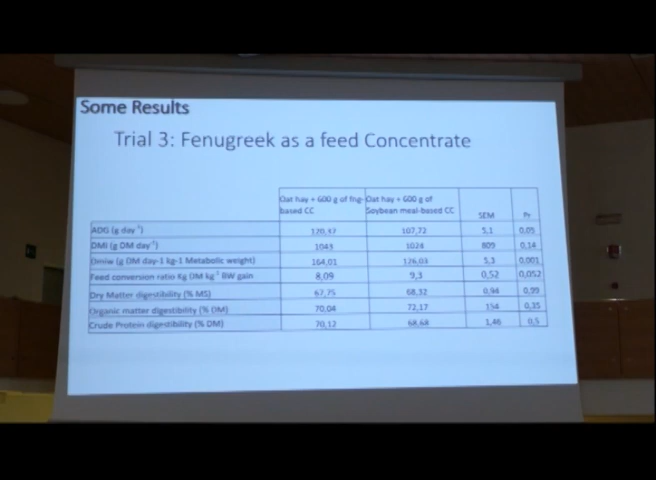 Some Results
Trial 3: Fenugreek as a feed Concentrate
Oat hay + 600 g of fng-based CC Oat hay + 600 g of Soybean meal-based CC SEM Pr
ADG (g day⁻¹) 120,37 107,72 5,1 0,05
DMI (g DM day⁻¹) 1043 1028 809 0,14
(g DM day-1 kg-1 Metabolic weight) 164,01 126,03 5,3 0,001
Feed conversion ratio Kg DM kg⁻¹ BW gain 8,09 9,3 0,52 0,052
Dry Matter digestibility (% MS) 67,75 68,32 0,94 0,99
Organic matter digestibility (% DM) 70,04 72,17 154 0,35
Crude Protein digestibility (% DM) 70,12 68,68 1,46 0,5